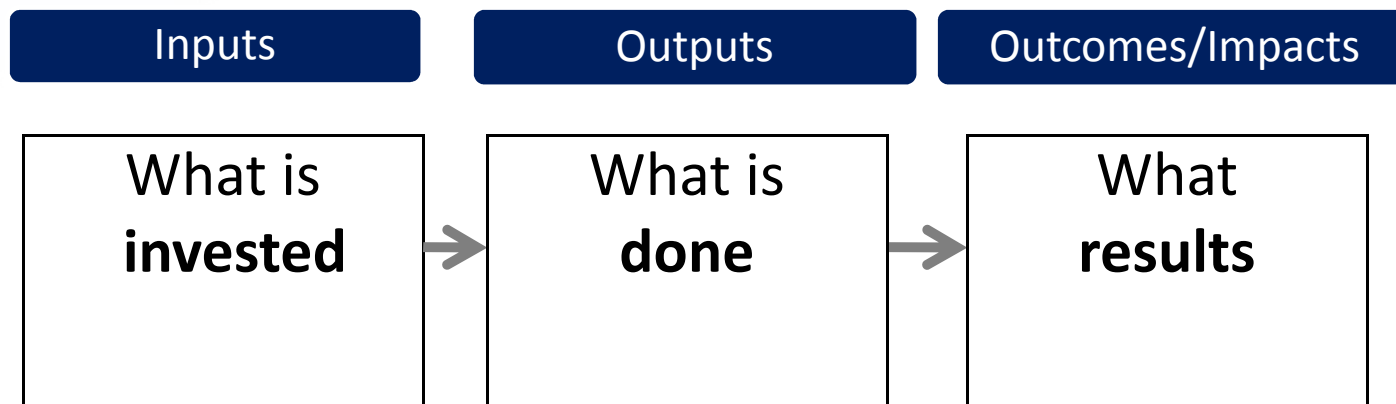 Inputs
Outputs
Outcomes/Impacts
What is
invested
What is
done
What
results